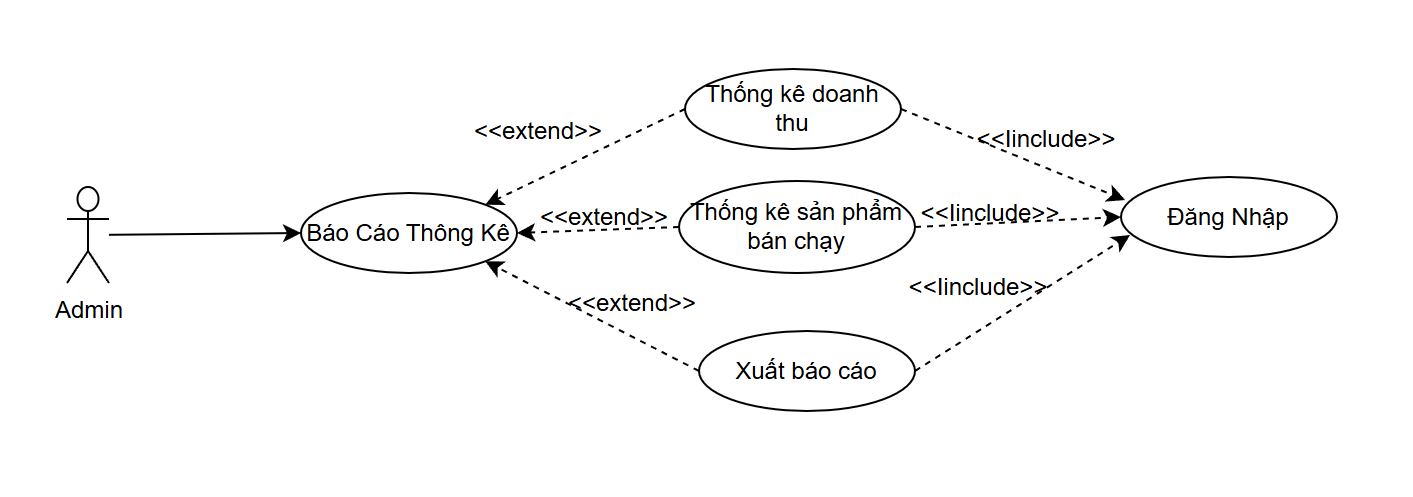 Thống kê doanh
thu
<<extend>>
<<Iinclude>>
Báo Cáo Thông Kê
<<extend>>
Thống kê sản phẩm
bán chạy
<<Iinclude>>
Đăng Nhập
<<extend>>
<<Iinclude>>
Admin
Xuất báo cáo